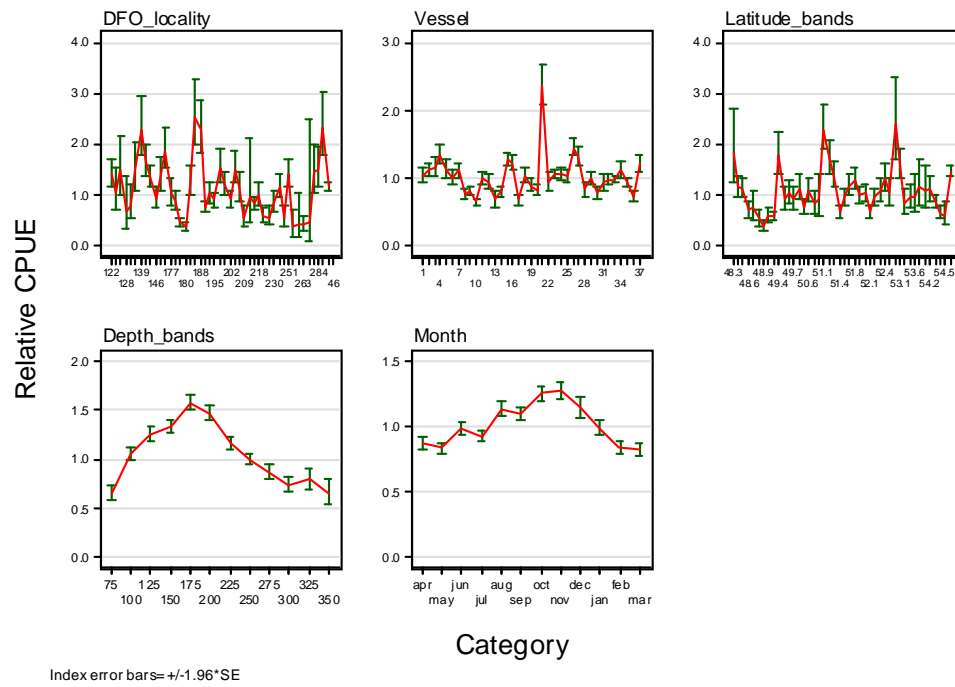 DFO_locality Vessel Latitude_bands
4.0 3.0 4.0
3.0 2.0 3.0
2.0 1.0 2.0
1.0 0.0 1.0
0.0 0.0
122 139 177 188 202 218 251 284
128 146 180 195 209 230 263 46
1 7 13 19 25 31 37
4 10 16 22 28 34
48.3 48.9 49.7 51.1 51.8 52.4 53.6 54.5
48.6 49.4 50.6 51.4 52.1 53.1 54.2
Relative CPUE
Depth_bands Month
2.0 1.5
1.5 1.0
1.0 0.5
0.5 0.0
0.0
75 125 175 225 275 325
100 150 200 250 300 350
apr jun aug oct dec feb
may jul sep nov jan mar
Category
Index error bars= +/-1.96*SE